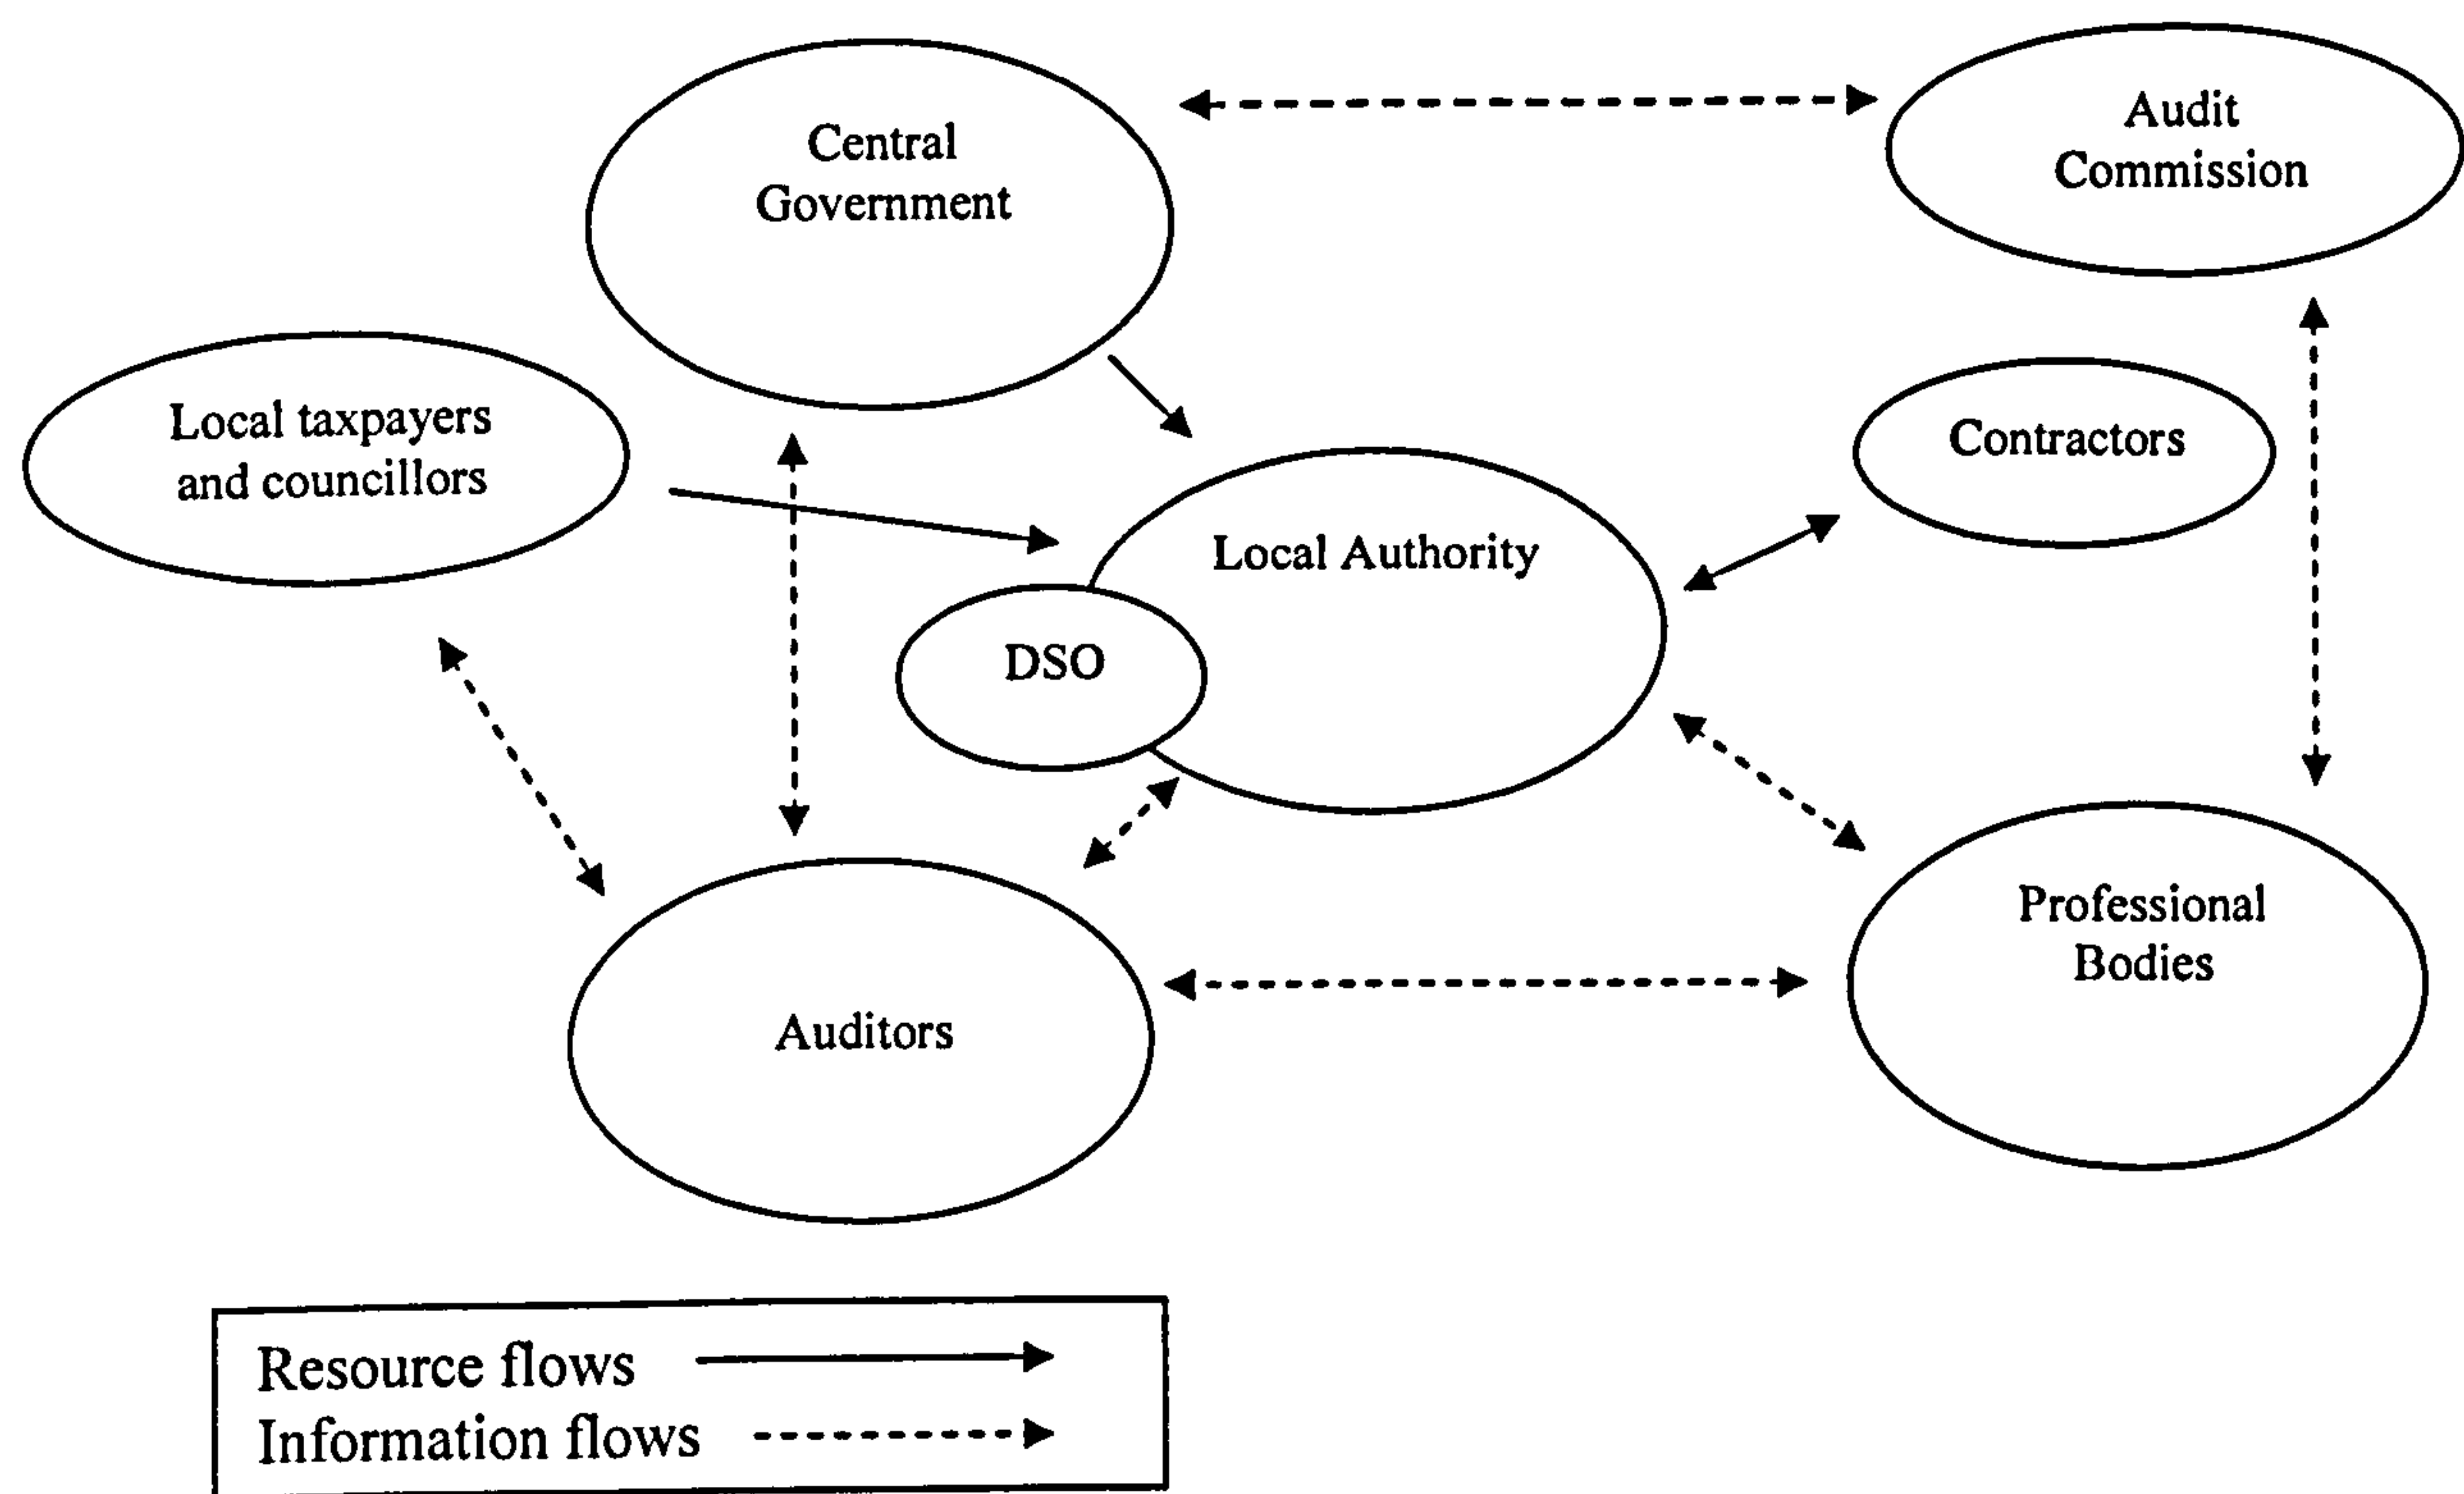 Central
Government
Audit
Commission
Local taxpayers
and councillors
Contractors
Local Authority
DSO
Professional
Bodies
Auditors
Resource flows
Information flows